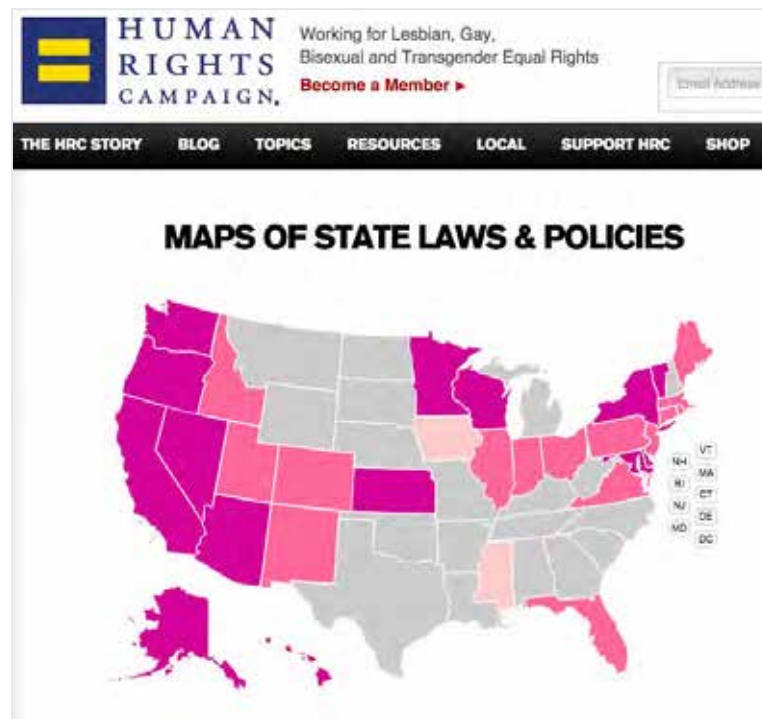 HUMAN
RIGHTS
CAMPAIGN.
Working for Lesbian, Gay,
Bisexual and Transgender Equal Rights
Become a Member ►
Email Address
THE HRC STORY BLOG TOPICS RESOURCES LOCAL SUPPORT HRC SHOP
MAPS OF STATE LAWS & POLICIES
VT
NH
MA
RI
CT
NJ
DE
MD
DC